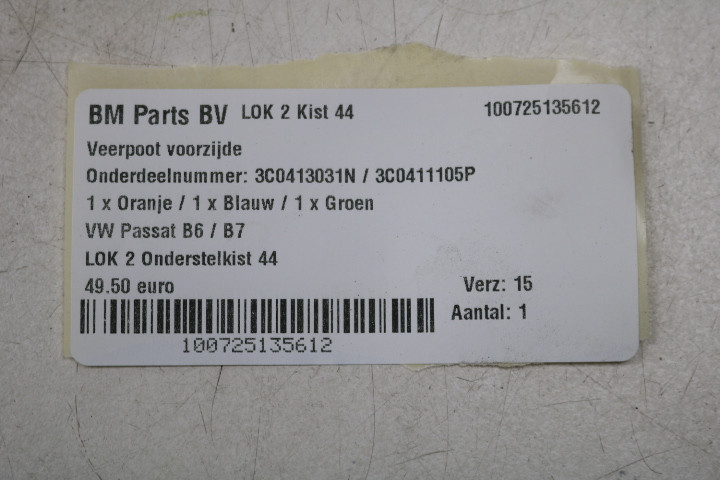 BM Parts BV LOK 2 Kist 44 100725135612
Veerpoot voorzijde
Onderdeelnummer: 3C0413031N / 3C0411105P
1 x Oranje / 1 x Blauw / 1 x Groen
VW Passat B6 / B7
LOK 2 Onderstelkist 44
49.50 euro Verz: 15
Aantal: 1
100725135612